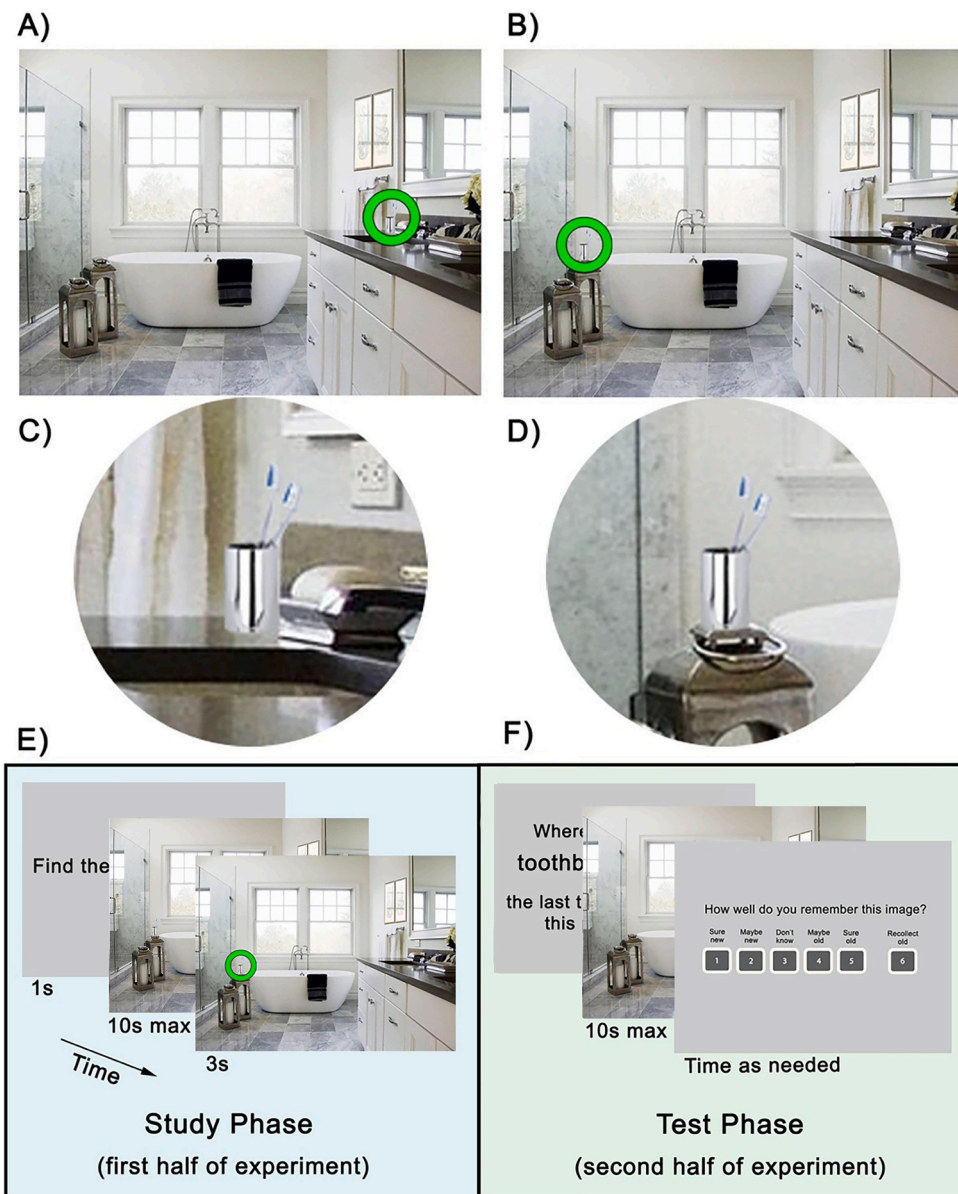 A)
B)
C)
D)
E)
F)
Find the
1s
10s max
3s
Time
Study Phase
(first half of experiment)
Where
toothb
the last t
this
10s max
How well do you remember this image?
Sure new
Maybe new
Don't know
Maybe old
Sure old
Recollect old
1
2
3
4
5
6
Time as needed
Test Phase
(second half of experiment)